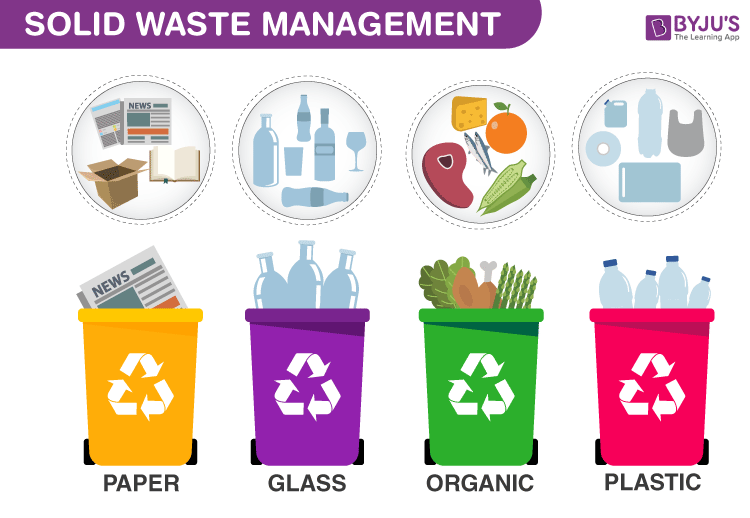 SOLID WASTE MANAGEMENT
BYJU'S
The Learning App
NEWS
NEWS
PAPER
GLASS
ORGANIC
PLASTIC